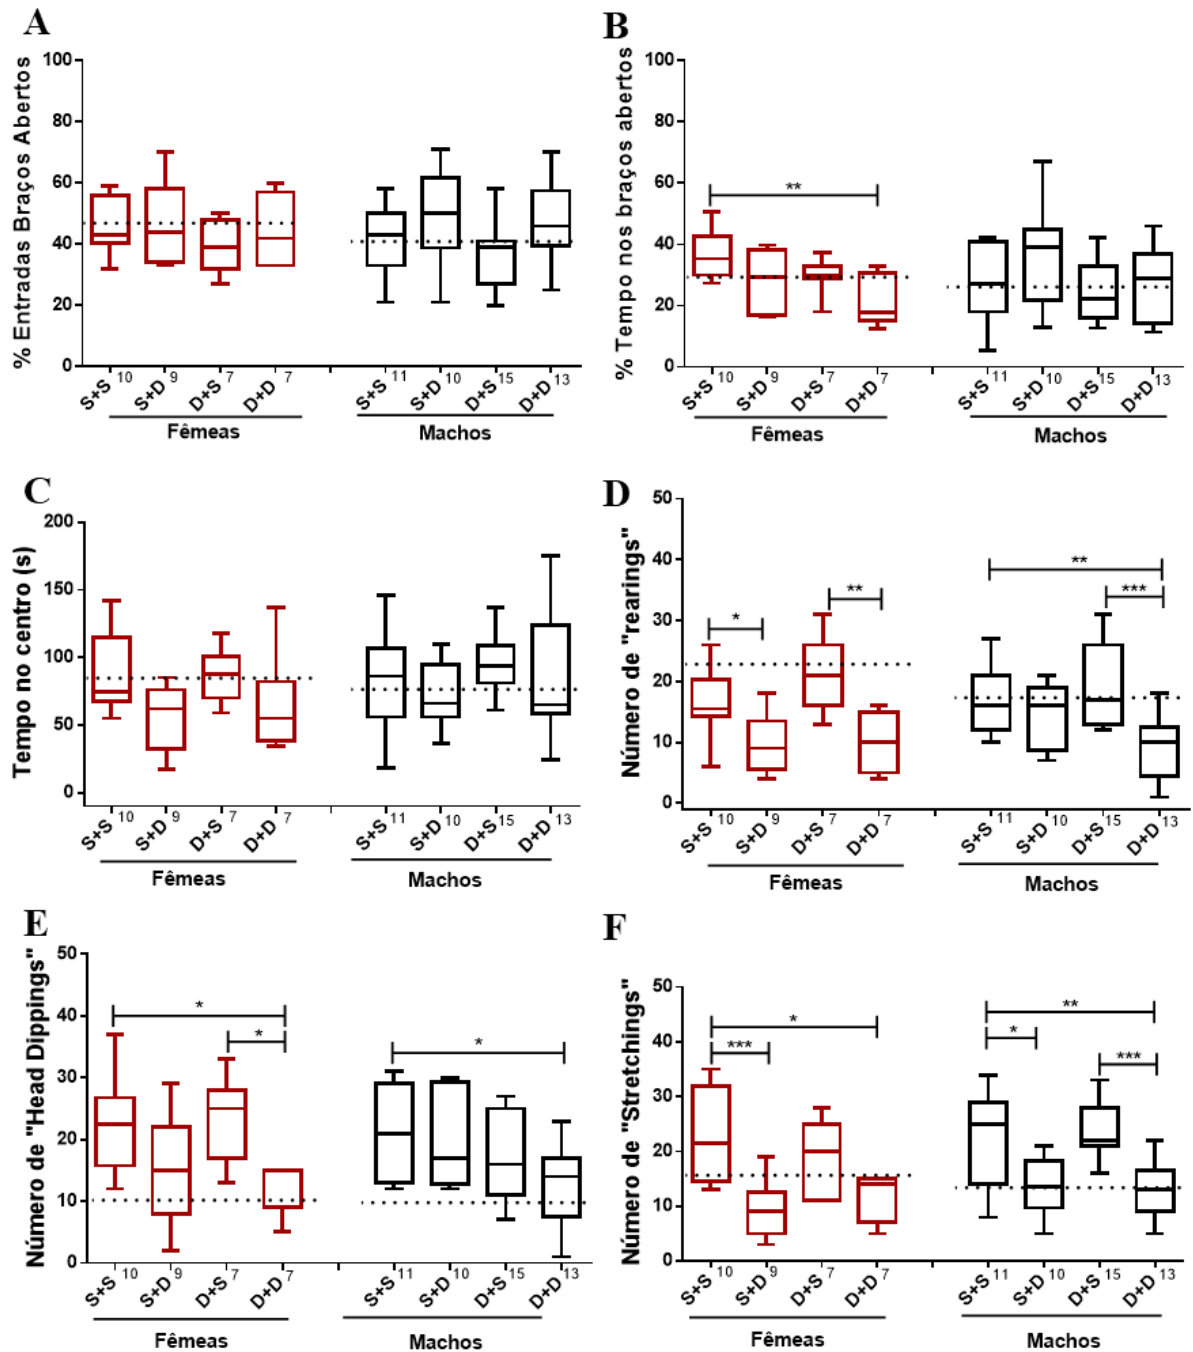 A
% Entradas Braços Abertos
100
80
60
40
20
0
S+S 10
S+D 9
D+S 7
D+D 7
S+S 11
S+D 10
D+S 15
D+D 13
Fêmeas
Machos
B
% Tempo nos braços abertos
100
80
60
40
20
0
**
S+S 10
S+D 9
D+S 7
D+D 7
S+S 11
S+D 10
D+S 15
D+D 13
Fêmeas
Machos
C
Tempo no centro (s)
200
150
100
50
0
S+S 10
S+D 9
D+S 7
D+D 7
S+S 11
S+D 10
D+S 15
D+D 13
Fêmeas
Machos
D
Número de "rearings"
50
40
30
20
10
0
*
**
**
***
S+S 10
S+D 9
D+S 7
D+D 7
S+S 11
S+D 10
D+S 15
D+D 13
Fêmeas
Machos
E
Número de "Head Dippings"
50
40
30
20
10
0
*
*
*
S+S 10
S+D 9
D+S 7
D+D 7
S+S 11
S+D 10
D+S 15
D+D 13
Fêmeas
Machos
F
Número de "Stretchings"
50
40
30
20
10
0
*
***
**
*
***
S+S 10
S+D 9
D+S 7
D+D 7
S+S 11
S+D 10
D+S 15
D+D 13
Fêmeas
Machos